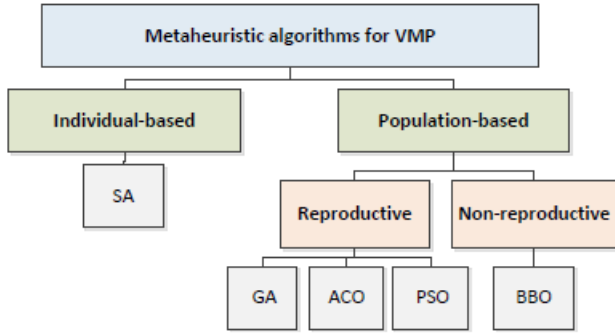 Metaheuristic algorithms for VMP
Individual-based
Population-based
SA
Reproductive
Non-reproductive
GA
ACO
PSO
BBO